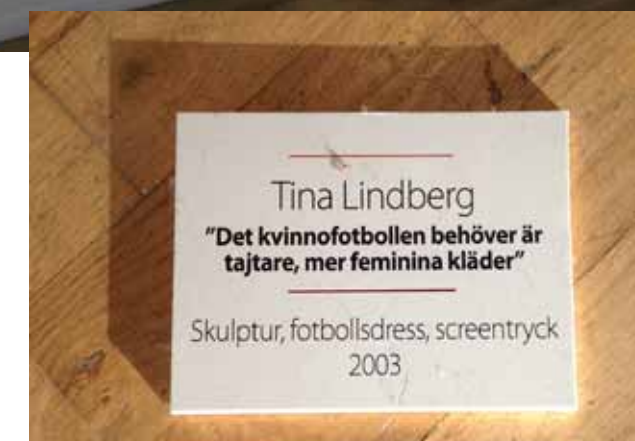 Tina Lindberg
”Det kvinnofotbollen behöver är
tajtare, mer feminina kläder”
Skulptur, fotbollsdress, screentryck
2003